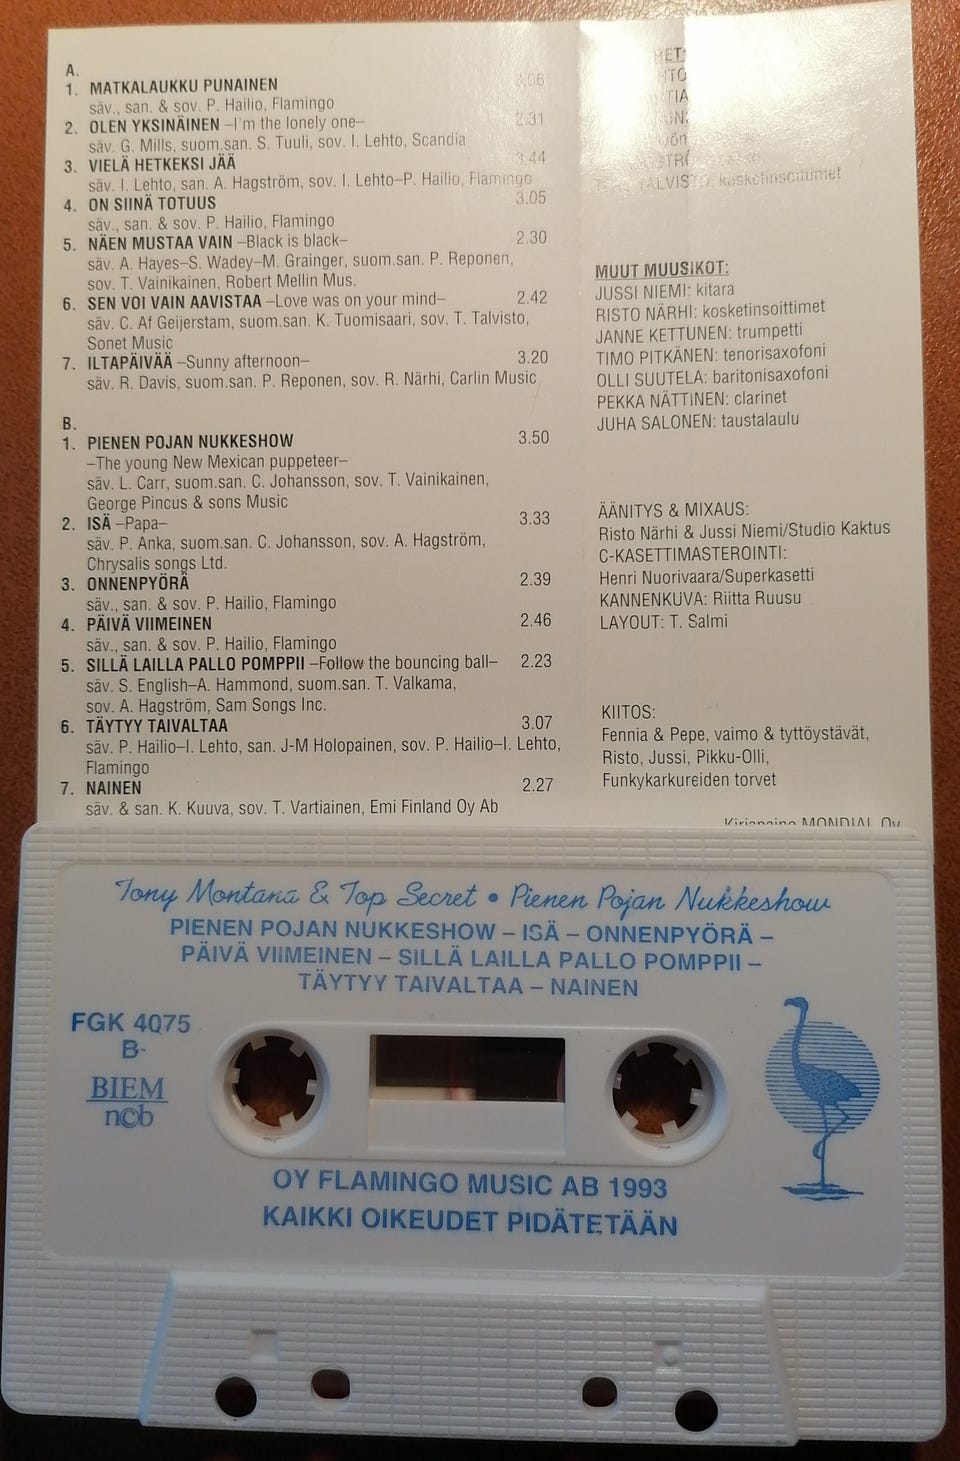 A.
1. MATKALAUKKU PUNAINEN
säv., san. & sov. P. Hailio, Flamingo
2. OLEN YKSINÄINEN –I'm the lonely one– 2.31
säv. G. Mills, suom.san. S. Tuuli, sov. I. Lehto, Scandia
3. VIELÄ HETKEKSI JÄÄ 3.44
säv. I. Lehto, san. A. Hagström, sov. I. Lehto–P. Hailio, Flamingo
4. ON SIINÄ TOTUUS 3.05
säv., san. & sov. P. Hailio, Flamingo
5. NÄEN MUSTAA VAIN –Black is black– 2.30
säv. A. Hayes–S. Wadey–M. Grainger, suom.san. P. Reponen,
sov. T. Vainikainen, Robert Mellin Mus.
6. SEN VOI VAIN AAVISTAA –Love was on your mind– 2.42
säv. C. Af Geijerstam, suom.san. K. Tuomisaari, sov. T. Talvisto,
Sonet Music
7. ILTAPÄIVÄÄ –Sunny afternoon– 3.20
säv. R. Davis, suom.san. P. Reponen, sov. R. Närhi, Carlin Music
B.
1. PIENEN POJAN NUKKESHOW 3.50
–The young New Mexican puppeteer–
säv. L. Carr, suom.san. C. Johansson, sov. T. Vainikainen,
George Pincus & sons Music
2. ISÄ –Papa– 3.33
säv. P. Anka, suom.san. C. Johansson, sov. A. Hagström,
Chrysalis songs Ltd.
3. ONNENPYÖRÄ 2.39
säv., san. & sov. P. Hailio, Flamingo
4. PÄIVÄ VIIMEINEN 2.46
säv., san. & sov. P. Hailio, Flamingo
5. SILLÄ LAILLA PALLO POMPPII –Follow the bouncing ball– 2.23
säv. S. English–A. Hammond, suom.san. T. Valkama,
sov. A. Hagström, Sam Songs Inc.
6. TÄYTYY TAIVALTAA 3.07
säv. P. Hailio–I. Lehto, san. J-M Holopainen, sov. P. Hailio–I. Lehto,
Flamingo
7. NAINEN 2.27
säv. & san. K. Kuuva, sov. T. Vartiainen, Emi Finland Oy Ab
TALVISTO: koskettinsoittimet
MUUT MUUSIKOT:
JUSSI NIEMI: kitara
RISTO NÄRHI: kosketinsoittimet
JANNE KETTUNEN: trumpetti
TIMO PITKÄNEN: tenorisaxofoni
OLLI SUUTELA: baritonisaxofoni
PEKKA NÄTTINEN: clarinet
JUHA SALONEN: taustalaulu
ÄÄNITYS & MIXAUS:
Risto Närhi & Jussi Niemi/Studio Kaktus
C-KASETTIMASTEROINTI:
Henri Nuorivaara/Superkasetti
KANNENKUVA: Riitta Ruusu
LAYOUT: T. Salmi
KIITOS:
Fennia & Pepe, vaimo & tyttöystävät,
Risto, Jussi, Pikku-Olli,
Funkykarkureiden torvet
Kirjapaino MONDIAL Oy
Tony Montana & Top Secret • Pienen Pojan Nukkeshow
PIENEN POJAN NUKKESHOW – ISÄ – ONNENPYÖRÄ –
PÄIVÄ VIIMEINEN – SILLÄ LAILLA PALLO POMPPII –
TÄYTYY TAIVALTAA – NAINEN
FGK 4075
B
BIEM
n©b
OY FLAMINGO MUSIC AB 1993
KAIKKI OIKEUDET PIDÄTETÄÄN